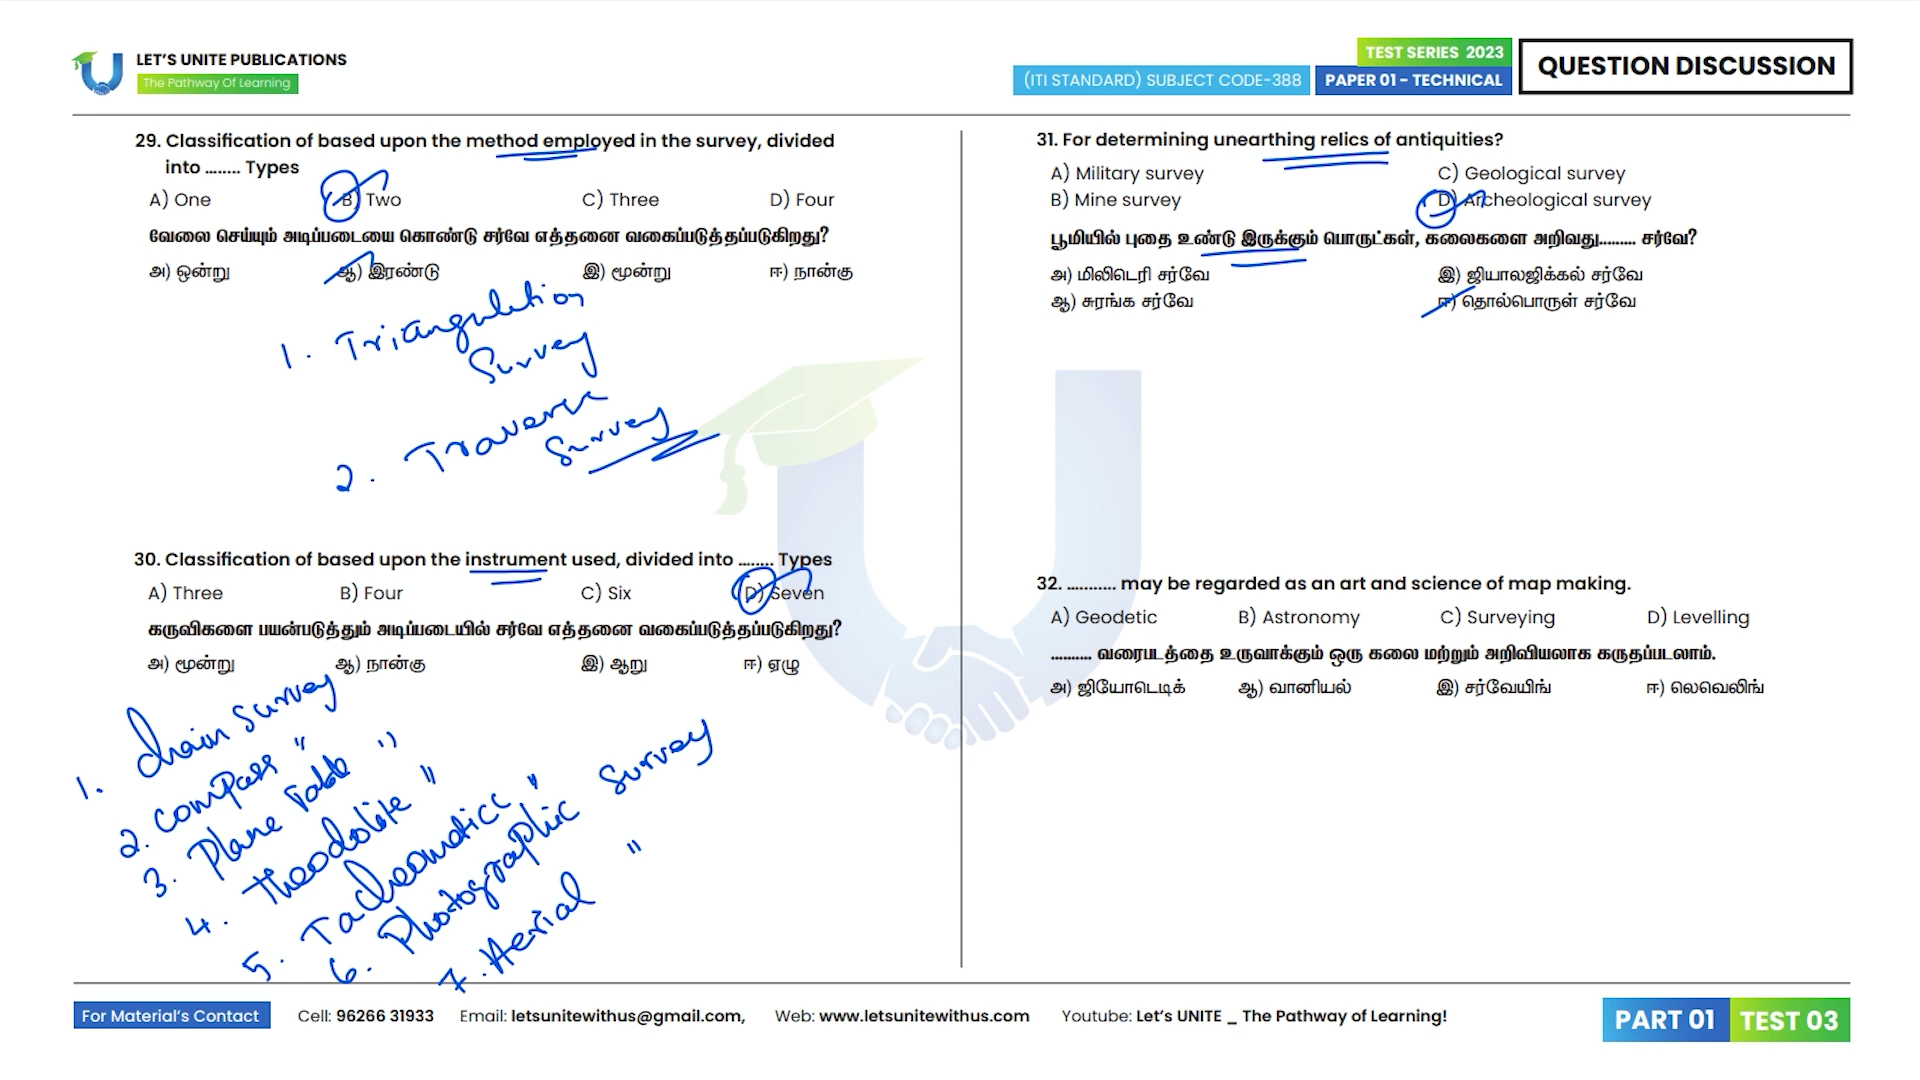 LET'S UNITE PUBLICATIONS
The Pathway Of Learning
TEST SERIES 2023
(ITI STANDARD) SUBJECT CODE-388
PAPER 01 - TECHNICAL
QUESTION DISCUSSION
29. Classification of based upon the method employed in the survey, divided
into ........ Types
A) One B) Two C) Three D) Four
வேலை செய்யும் அடிப்படையை கொண்டு சர்வே எத்தனை வகைப்படுத்தப்படுகிறது?
அ) ஒன்று ஆ) இரண்டு இ) மூன்று ஈ) நான்கு
1. Triangulation
Survey
2. Traverse
Survey
30. Classification of based upon the instrument used, divided into ........ Types
A) Three B) Four C) Six D) Seven
கருவிகளை பயன்படுத்தும் அடிப்படையில் சர்வே எத்தனை வகைப்படுத்தப்படுகிறது?
அ) மூன்று ஆ) நான்கு இ) ஆறு ஈ) ஏழு
1. Chain Survey
2. Compass "
3. Plane Table "
4. Theodolite "
5. Tacheomatic "
6. Photographic Survey
7. Aerial "
31. For determining unearthing relics of antiquities?
A) Military survey C) Geological survey
B) Mine survey D) Archeological survey
பூமியில் புதை உண்டு இருக்கும் பொருட்கள், கலைகளை அறிவது......... சர்வே?
அ) மிலிடெரி சர்வே இ) ஜியாலஜிக்கல் சர்வே
ஆ) சுரங்க சர்வே ஈ) தொல்பொருள் சர்வே
32. ........... may be regarded as an art and science of map making.
A) Geodetic B) Astronomy C) Surveying D) Levelling
.......... வரைபடத்தை உருவாக்கும் ஒரு கலை மற்றும் அறிவியலாக கருதப்படலாம்.
அ) ஜியோடெடிக் ஆ) வானியல் இ) சர்வேயிங் ஈ) லெவெலிங்
For Material's Contact Cell: 96266 31933 Email: letsunitewithus@gmail.com, Web: www.letsunitewithus.com Youtube: Let's UNITE _ The Pathway of Learning!
PART 01 TEST 03